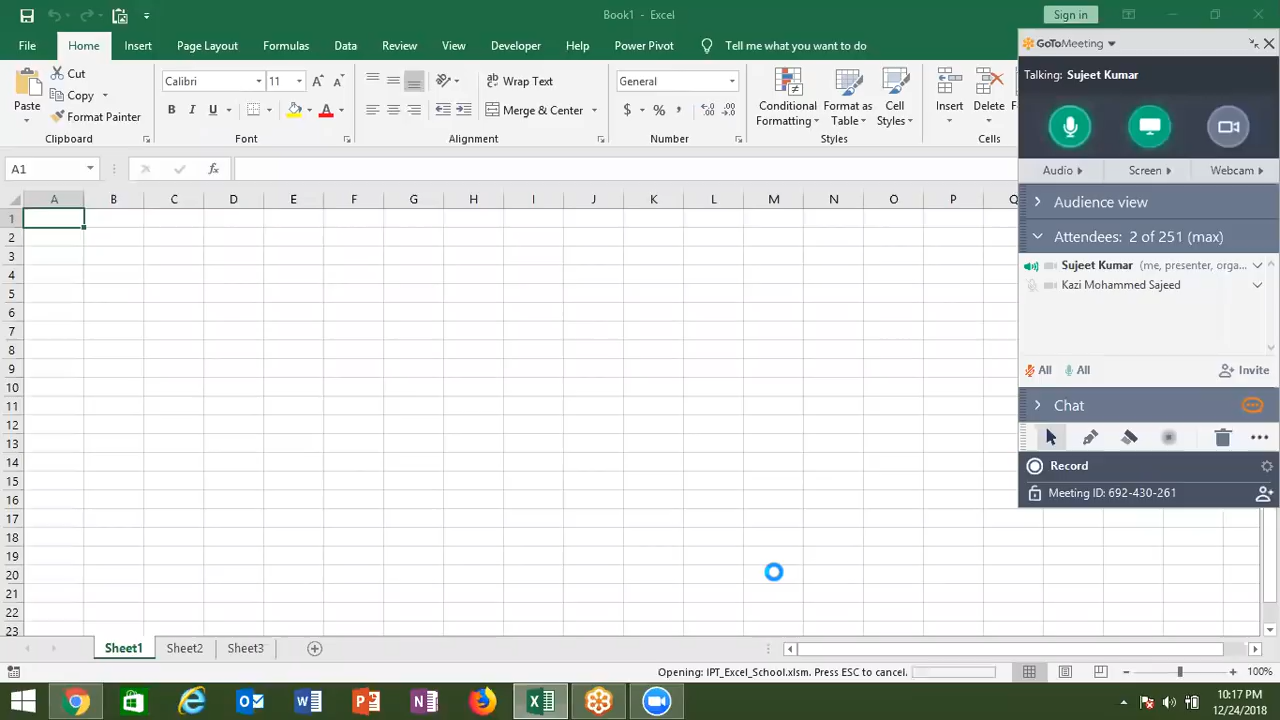 Book1 - Excel
Sign in
File Home Insert Page Layout Formulas Data Review View Developer Help Power Pivot Tell me what you want to do
Paste
Cut
Copy
Format Painter
Clipboard
Calibri 11
B I U
A
Font
Wrap Text
Merge & Center
Alignment
General
$ %
Number
Conditional Formatting
Format as Table
Cell Styles
Styles
Insert
Delete
Cells
GoToMeeting
Talking: Sujeet Kumar
Audio Screen Webcam
Audience view
Attendees: 2 of 251 (max)
Sujeet Kumar (me, presenter, orga...
Kazi Mohammed Sajeed
All All Invite
Chat
Record
Meeting ID: 692-430-261
A1 fx
A B C D E F G H I J K L M N O P Q
1
2
3
4
5
6
7
8
9
10
11
12
13
14
15
16
17
18
19
20
21
22
23
Sheet1 Sheet2 Sheet3
Opening: IPT_Excel_School.xlsm. Press ESC to cancel.
100%
10:17 PM
12/24/2018